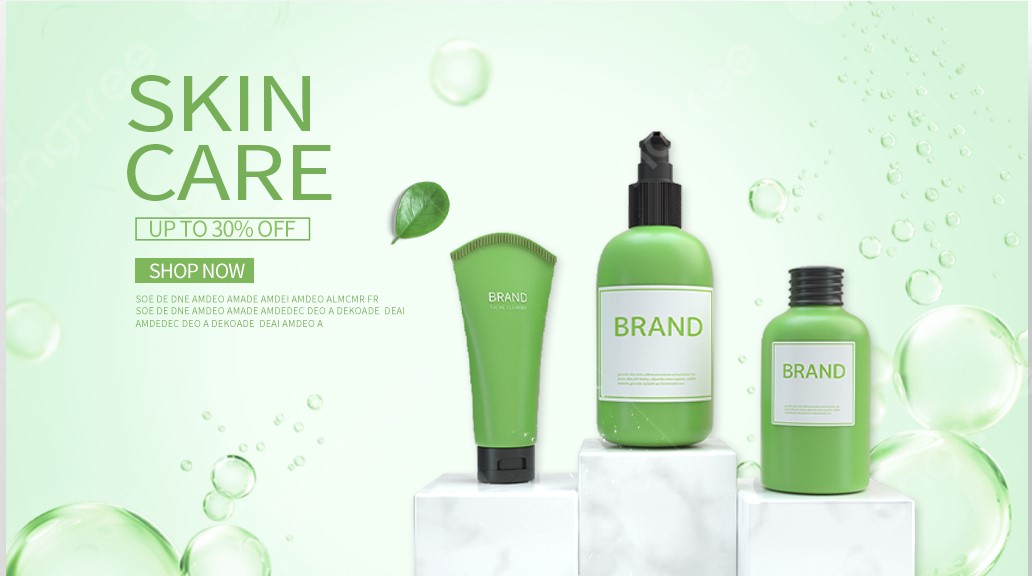 SKIN
CARE
UP TO 30% OFF
SHOP NOW
SOE DE DNE AMDEO AMADE AMDEI AMDEO ALMCMR FR
SOE DE DNE AMDEO AMADE AMDEDEC DEO A DEKOADE DEAI
AMDEDEC DEO A DEKOADE DEAI AMDEO A
BRAND
BRAND
BRAND